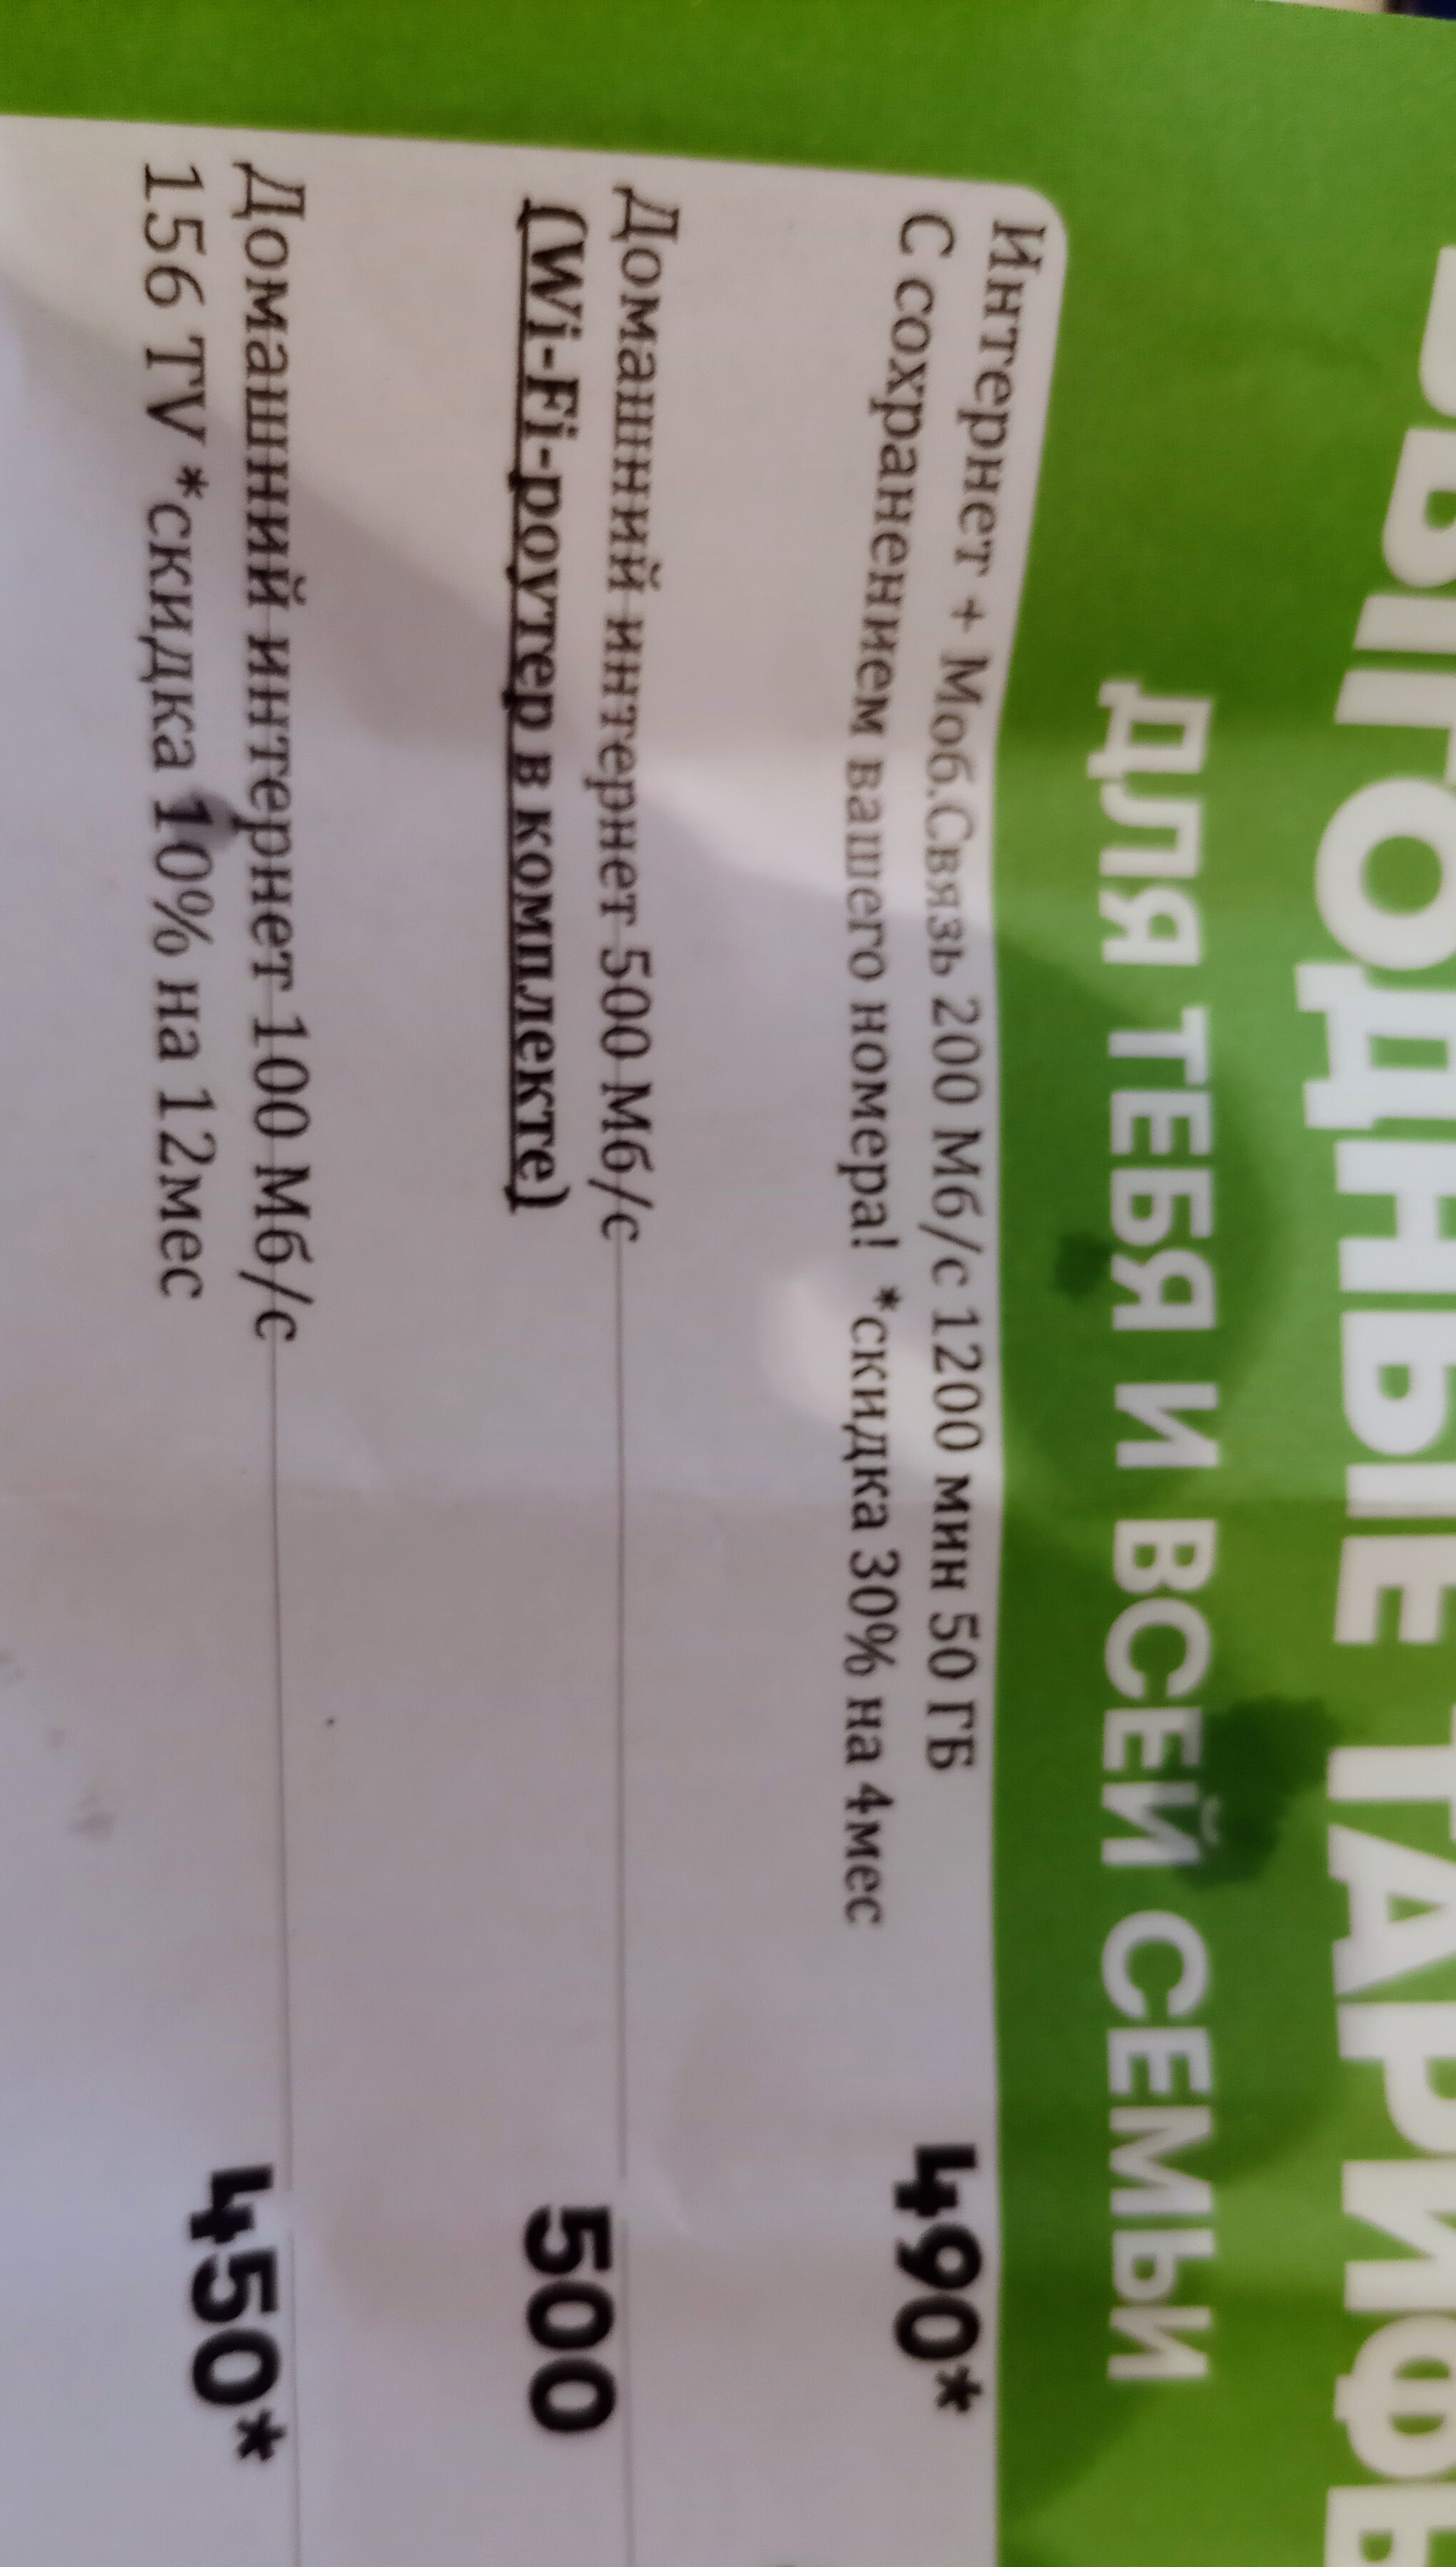 ВЫГОДНЫЕ ТАРИФЫ
ДЛЯ ТЕБЯ И ВСЕЙ СЕМЬИ
Интернет + Моб.Связь 200 Мб/с 1200 мин 50 ГБ
С сохранением вашего номера! *скидка 30% на 4мес
490*
Домашний интернет 500 Мб/с
(Wi-Fi-роутер в комплекте)
500
Домашний интернет 100 Мб/с
156 TV *скидка 10% на 12мес
450*